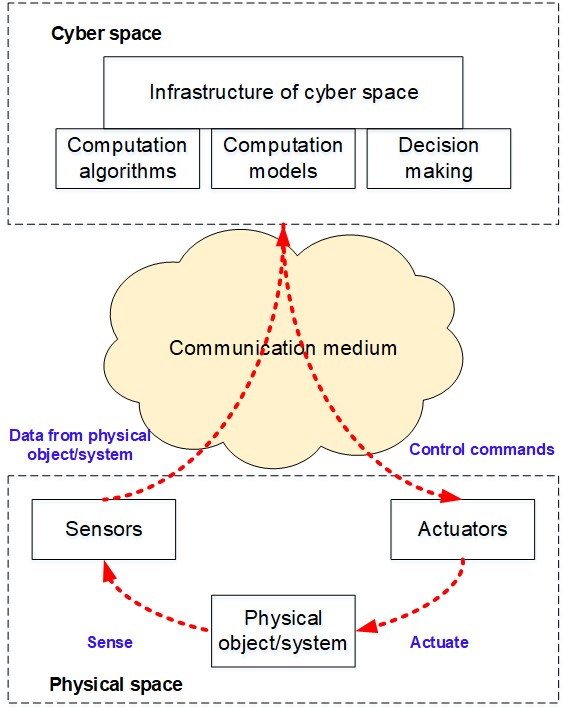 Cyber space
Infrastructure of cyber space
Computation
algorithms
Computation
models
Decision
making
Communication medium
Data from physical
object/system
Control commands
Sensors
Actuators
Physical
object/system
Sense
Actuate
Physical space